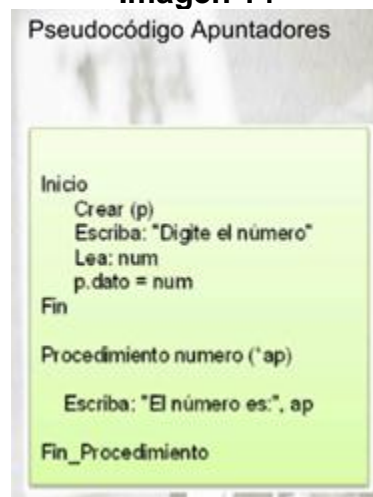 Imagen 14
Pseudocódigo Apuntadores
Inicio
Crear (p)
Escriba: "Digite el número"
Lea: num
p.dato = num
Fin
Procedimiento numero (*ap)
Escriba: "El número es:", ap
Fin_Procedimiento